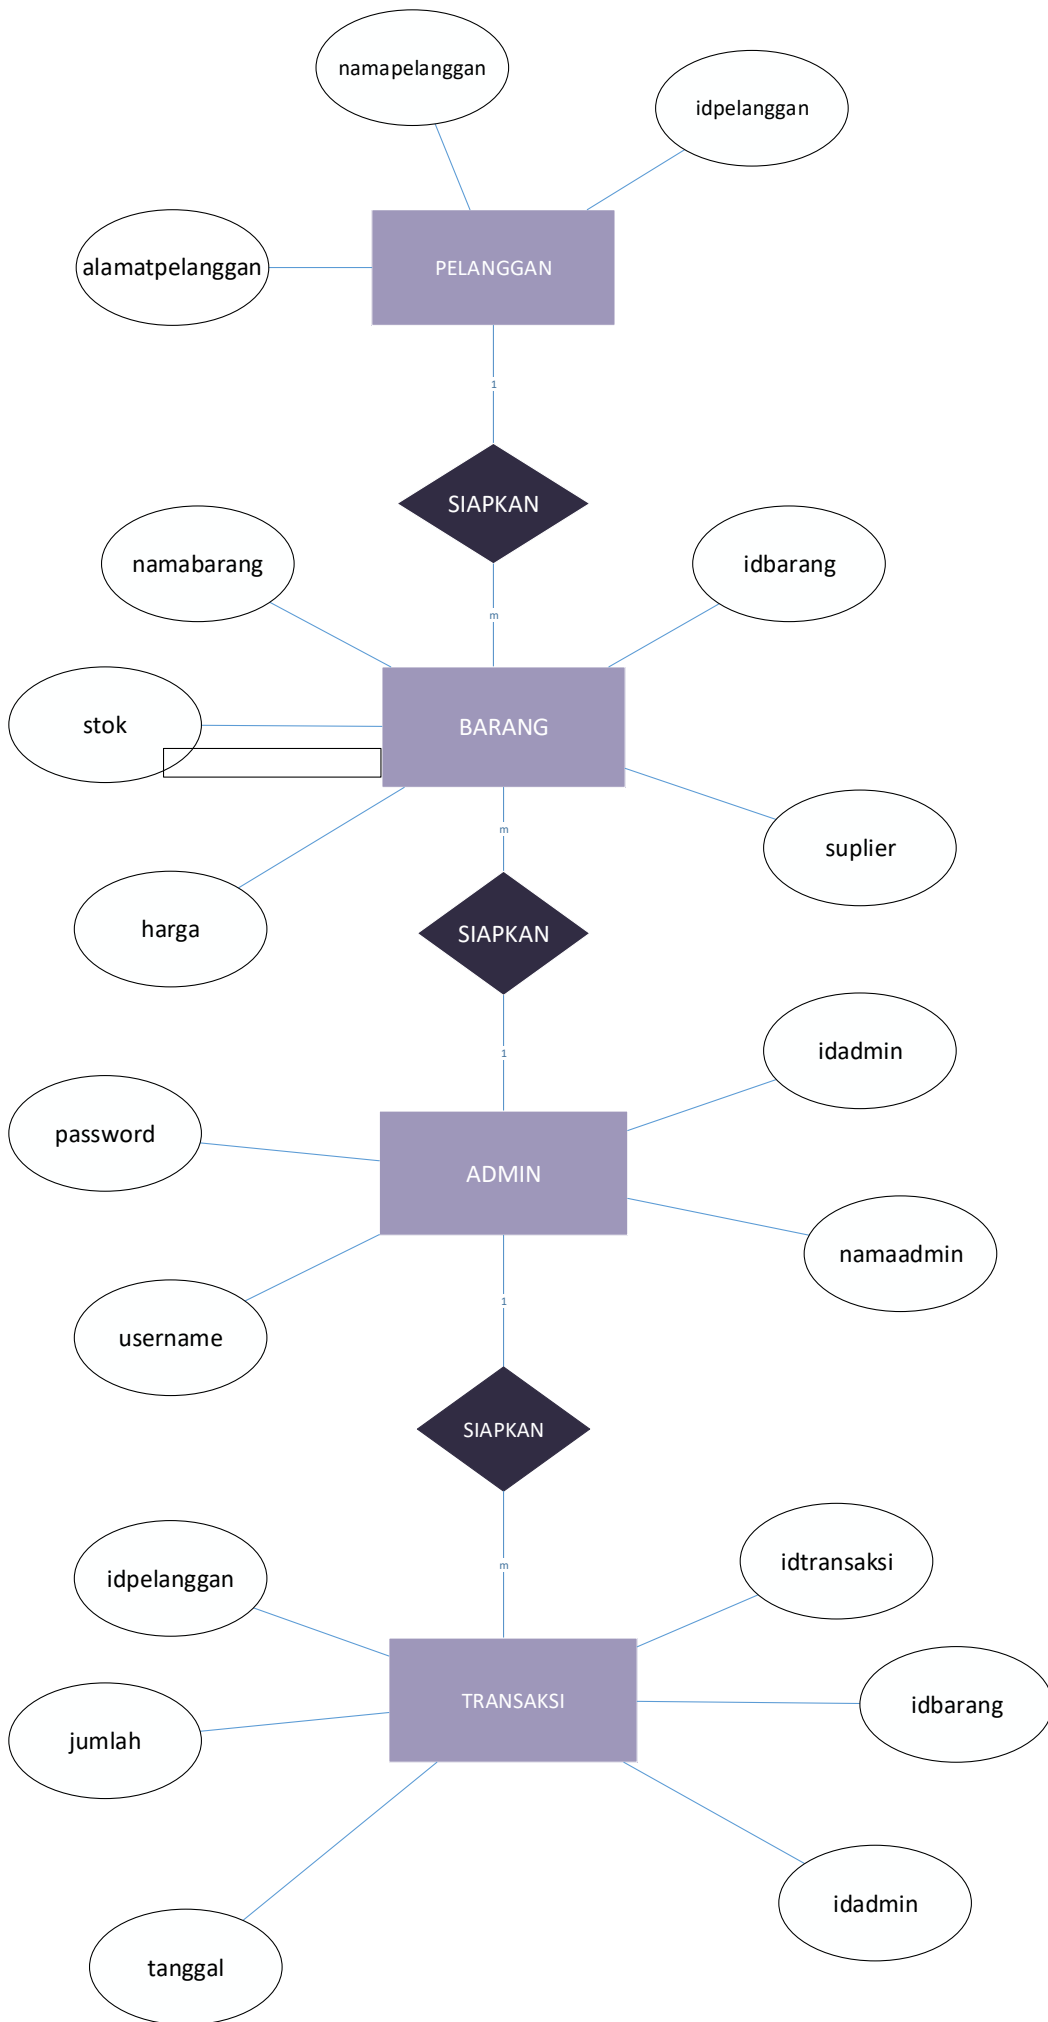 namapelanggan
idpelanggan
alamatpelanggan
PELANGGAN
1
SIAPKAN
namabarang
idbarang
m
stok
BARANG
m
suplier
harga
SIAPKAN
1
idadmin
password
ADMIN
namaadmin
1
username
SIAPKAN
idpelanggan
idtransaksi
m
jumlah
TRANSAKSI
idbarang
idadmin
tanggal